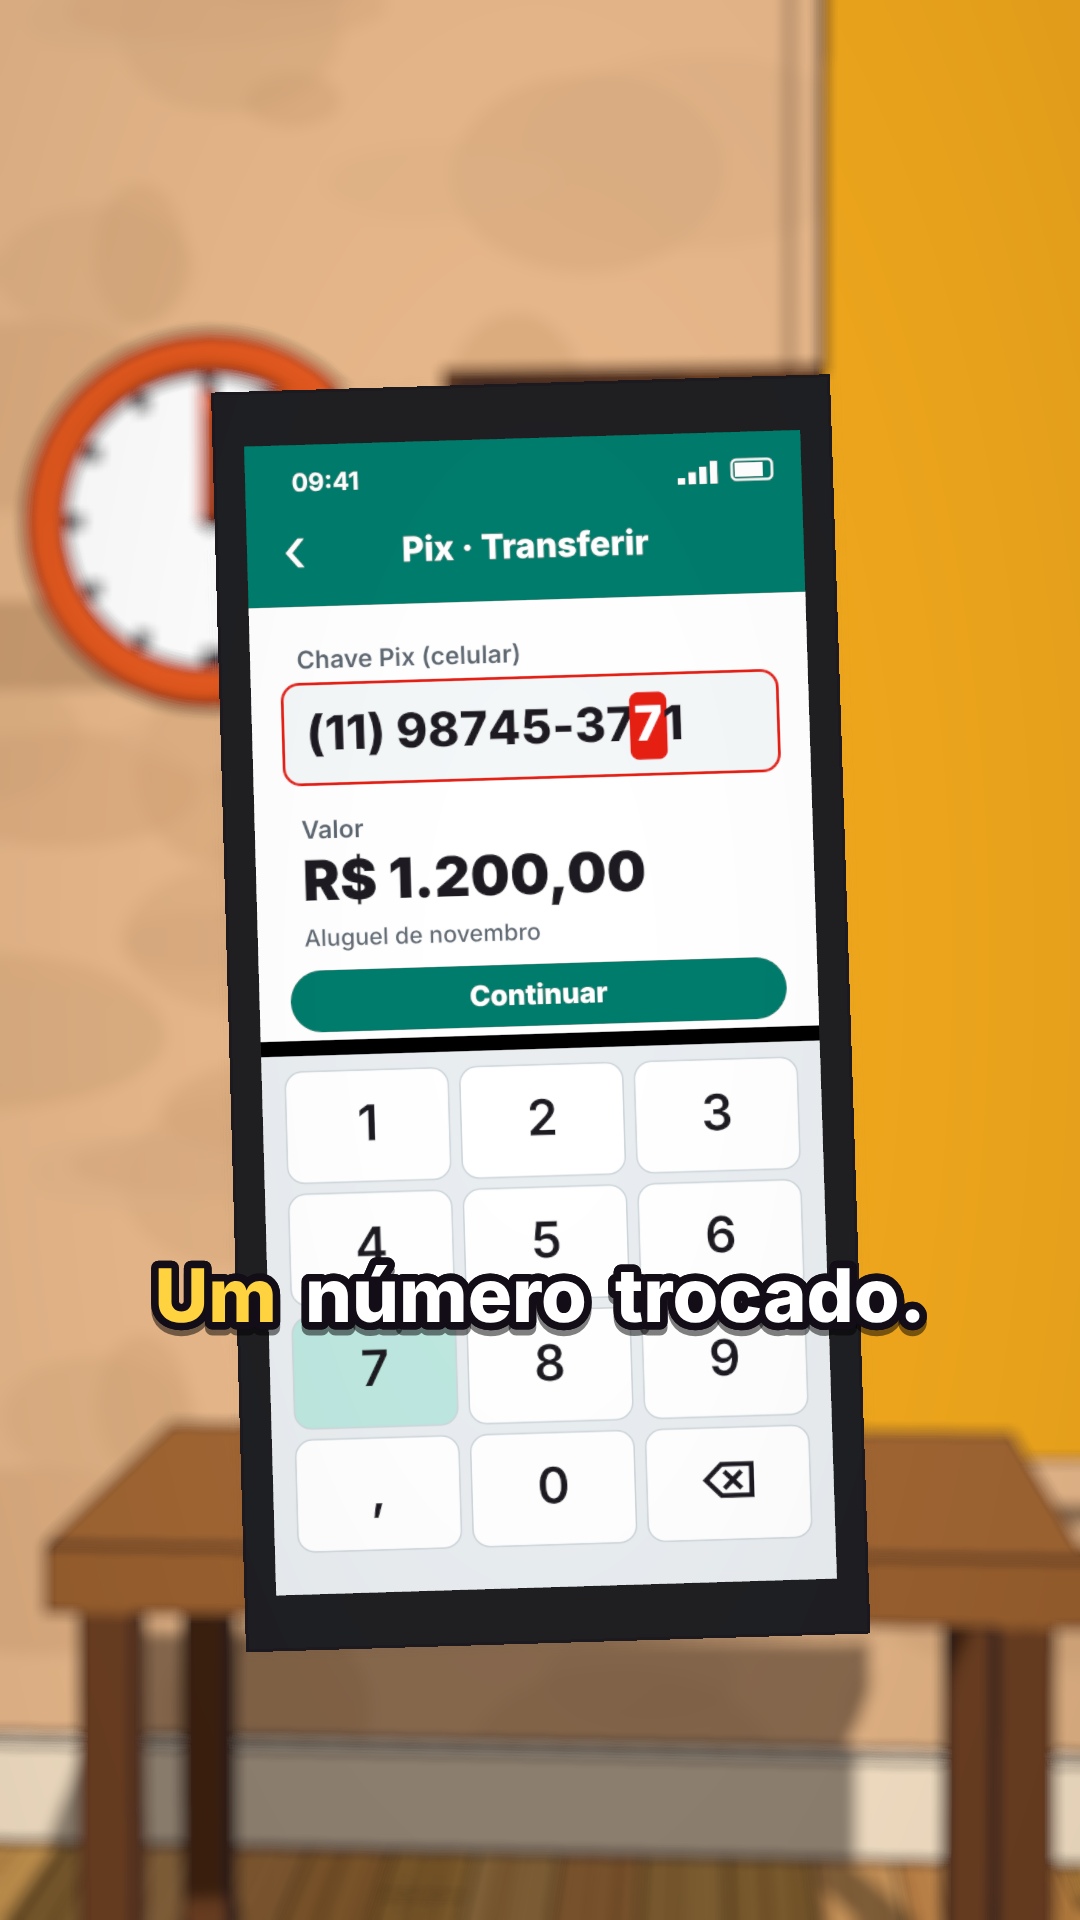 09:41
Pix · Transferir
Chave Pix (celular)
(11) 98745-3771
Valor
R$ 1.200,00
Aluguel de novembro
Continuar
1 2 3
4 5 6
Um número trocado.
7 8 9
, 0